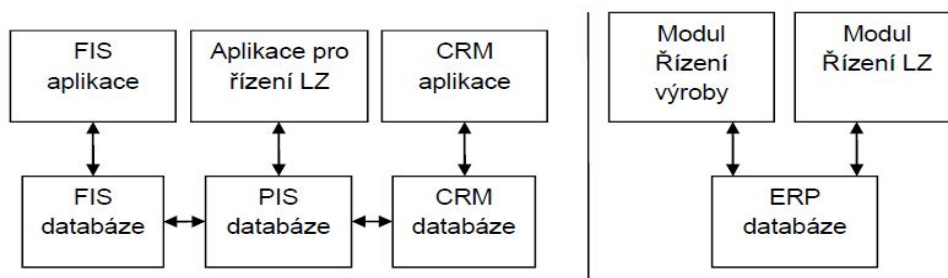 FIS
aplikace
Aplikace pro
řízení LZ
CRM
aplikace
FIS
databáze
PIS
databáze
CRM
databáze
Modul
Řízení
výroby
Modul
Řízení LZ
ERP
databáze